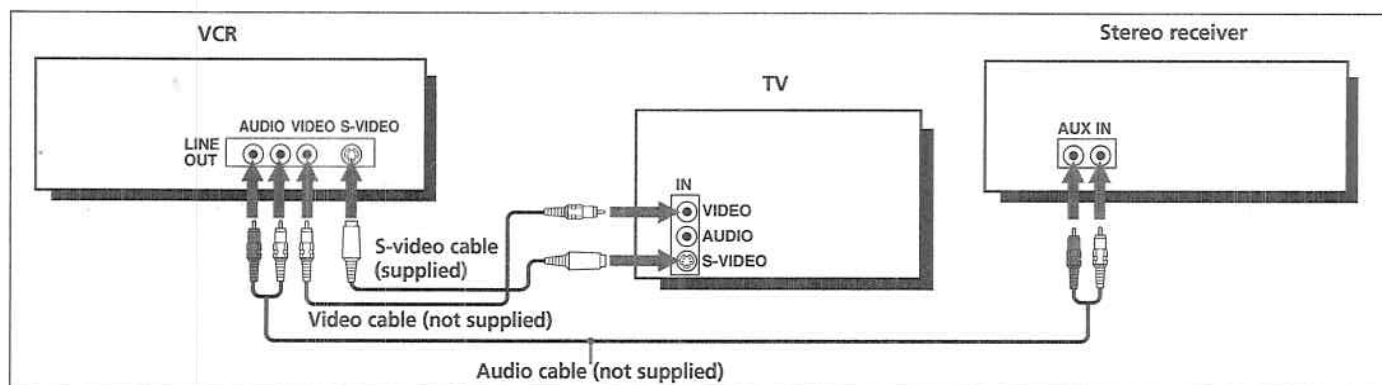 VCR
Stereo receiver
TV
AUDIO VIDEO S-VIDEO
LINE
OUT
AUX IN
IN
VIDEO
AUDIO
S-VIDEO
S-video cable
(supplied)
Video cable (not supplied)
Audio cable (not supplied)